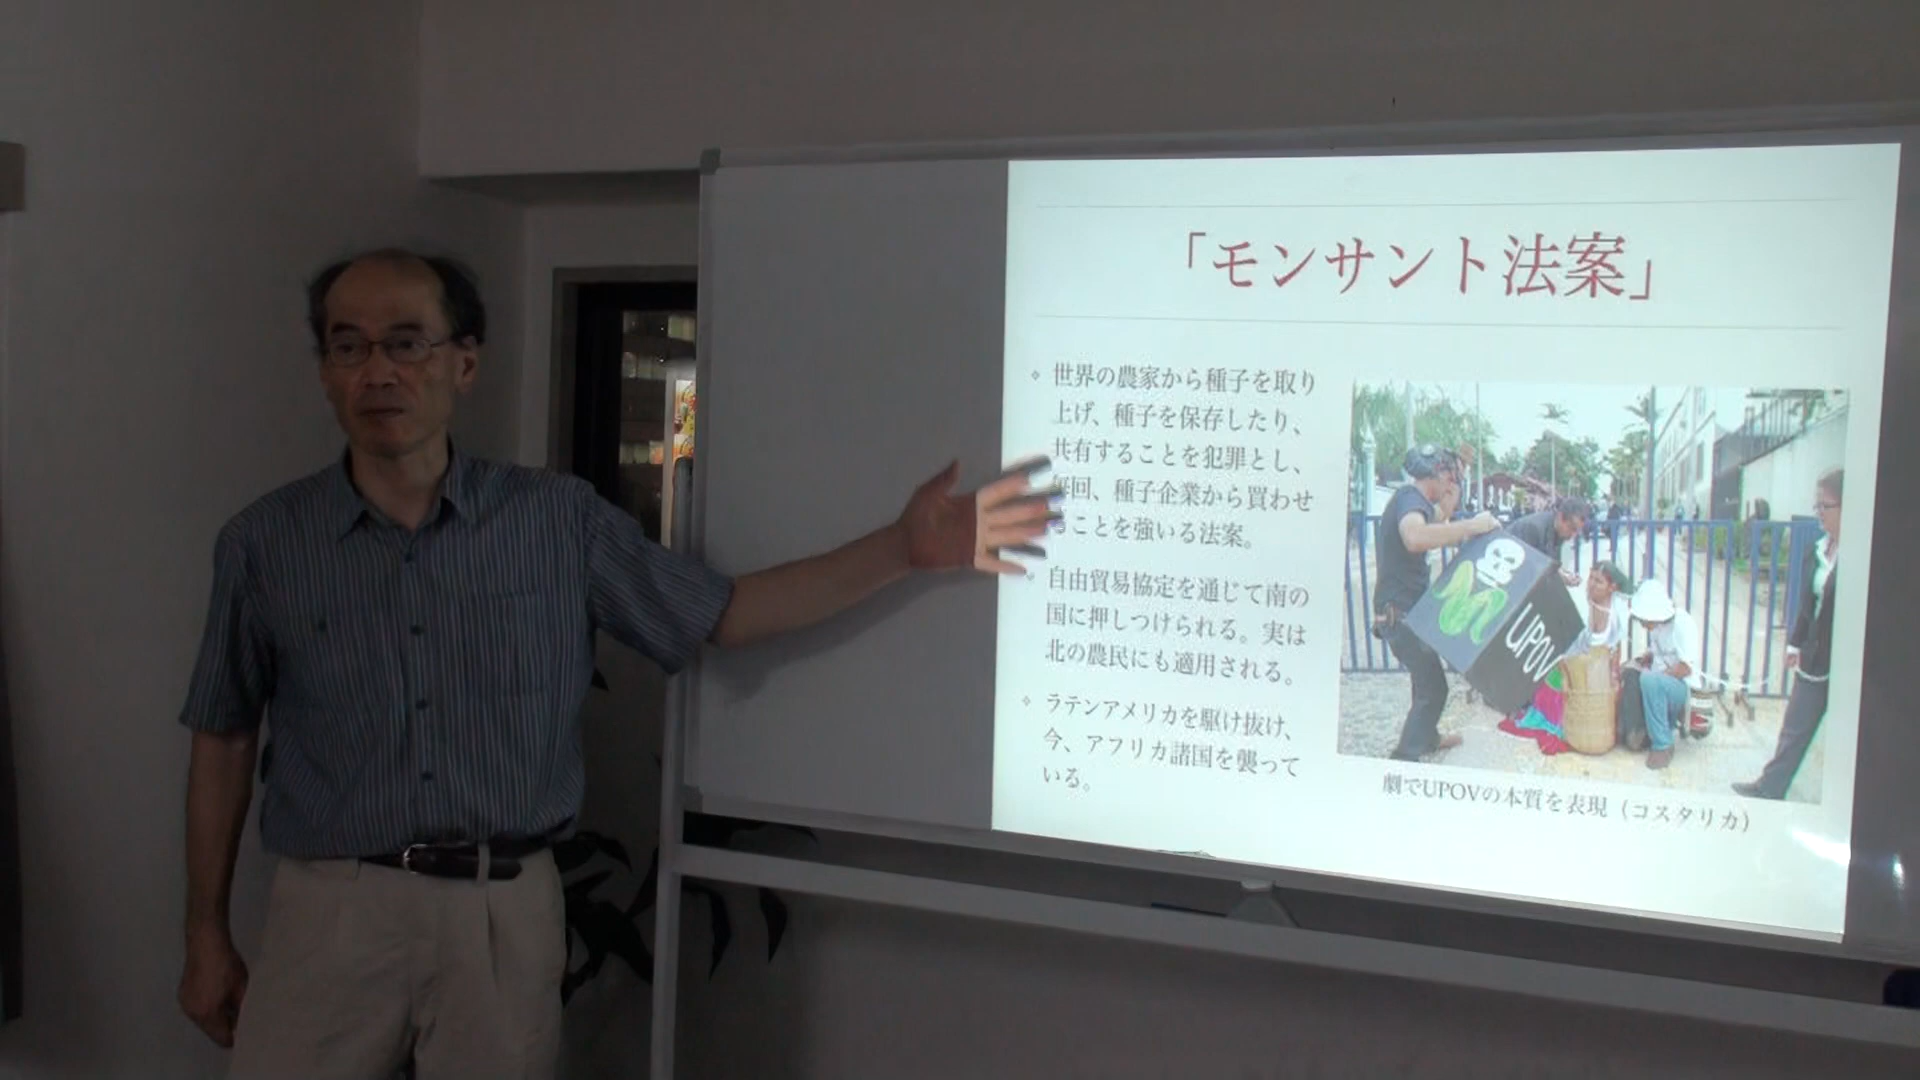 「モンサント法案」
世界の農家から種子を取り
上げ、種子を保存したり、
共有することを犯罪とし、
毎回、種子企業から買わせ
ることを強いる法案。
自由貿易協定を通じて南の
国に押しつけられる。実は
北の農民にも適用される。
ラテンアメリカを駆け抜け、
今、アフリカ諸国を襲って
いる。
UPOV
劇でUPOVの本質を表現（コスタリカ）